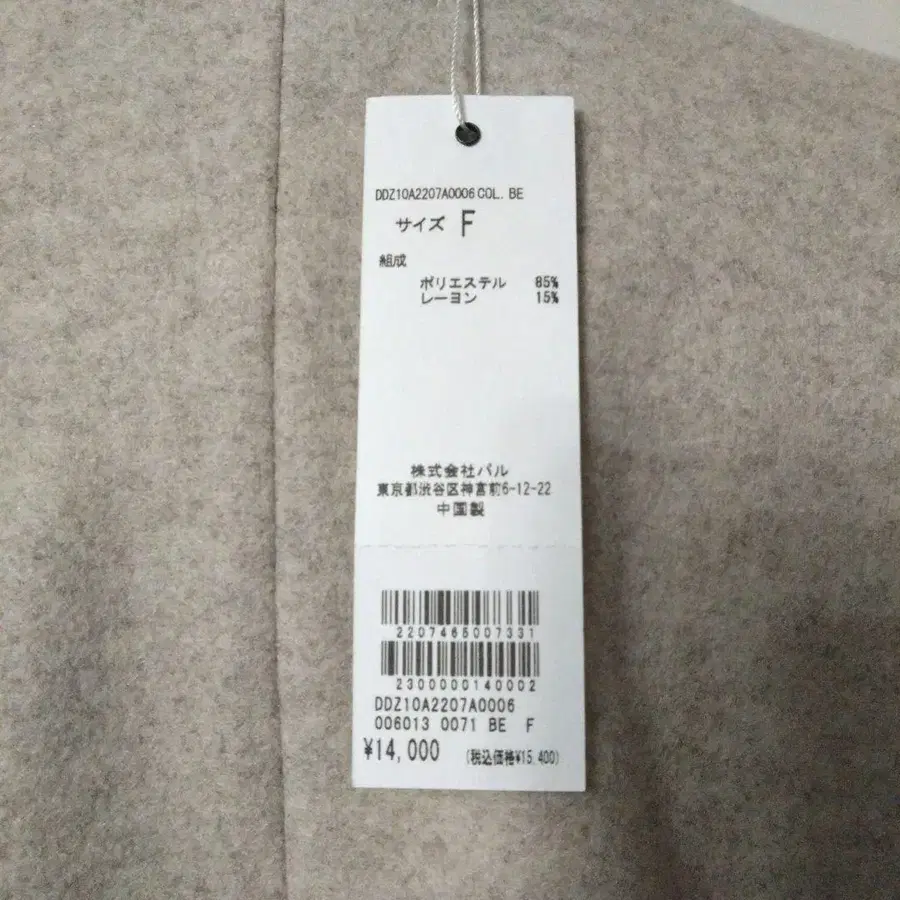 DDZ10A2207A0006 COL. BE
サイズ F
組成
ポリエステル 85%
レーヨン 15%
株式会社パル
東京都渋谷区神宮前6-12-22
中国製
2207465007331
2300000140002
DDZ10A2207A0006
006013 0071 BE F
¥14,000 (税込価格¥15,400)